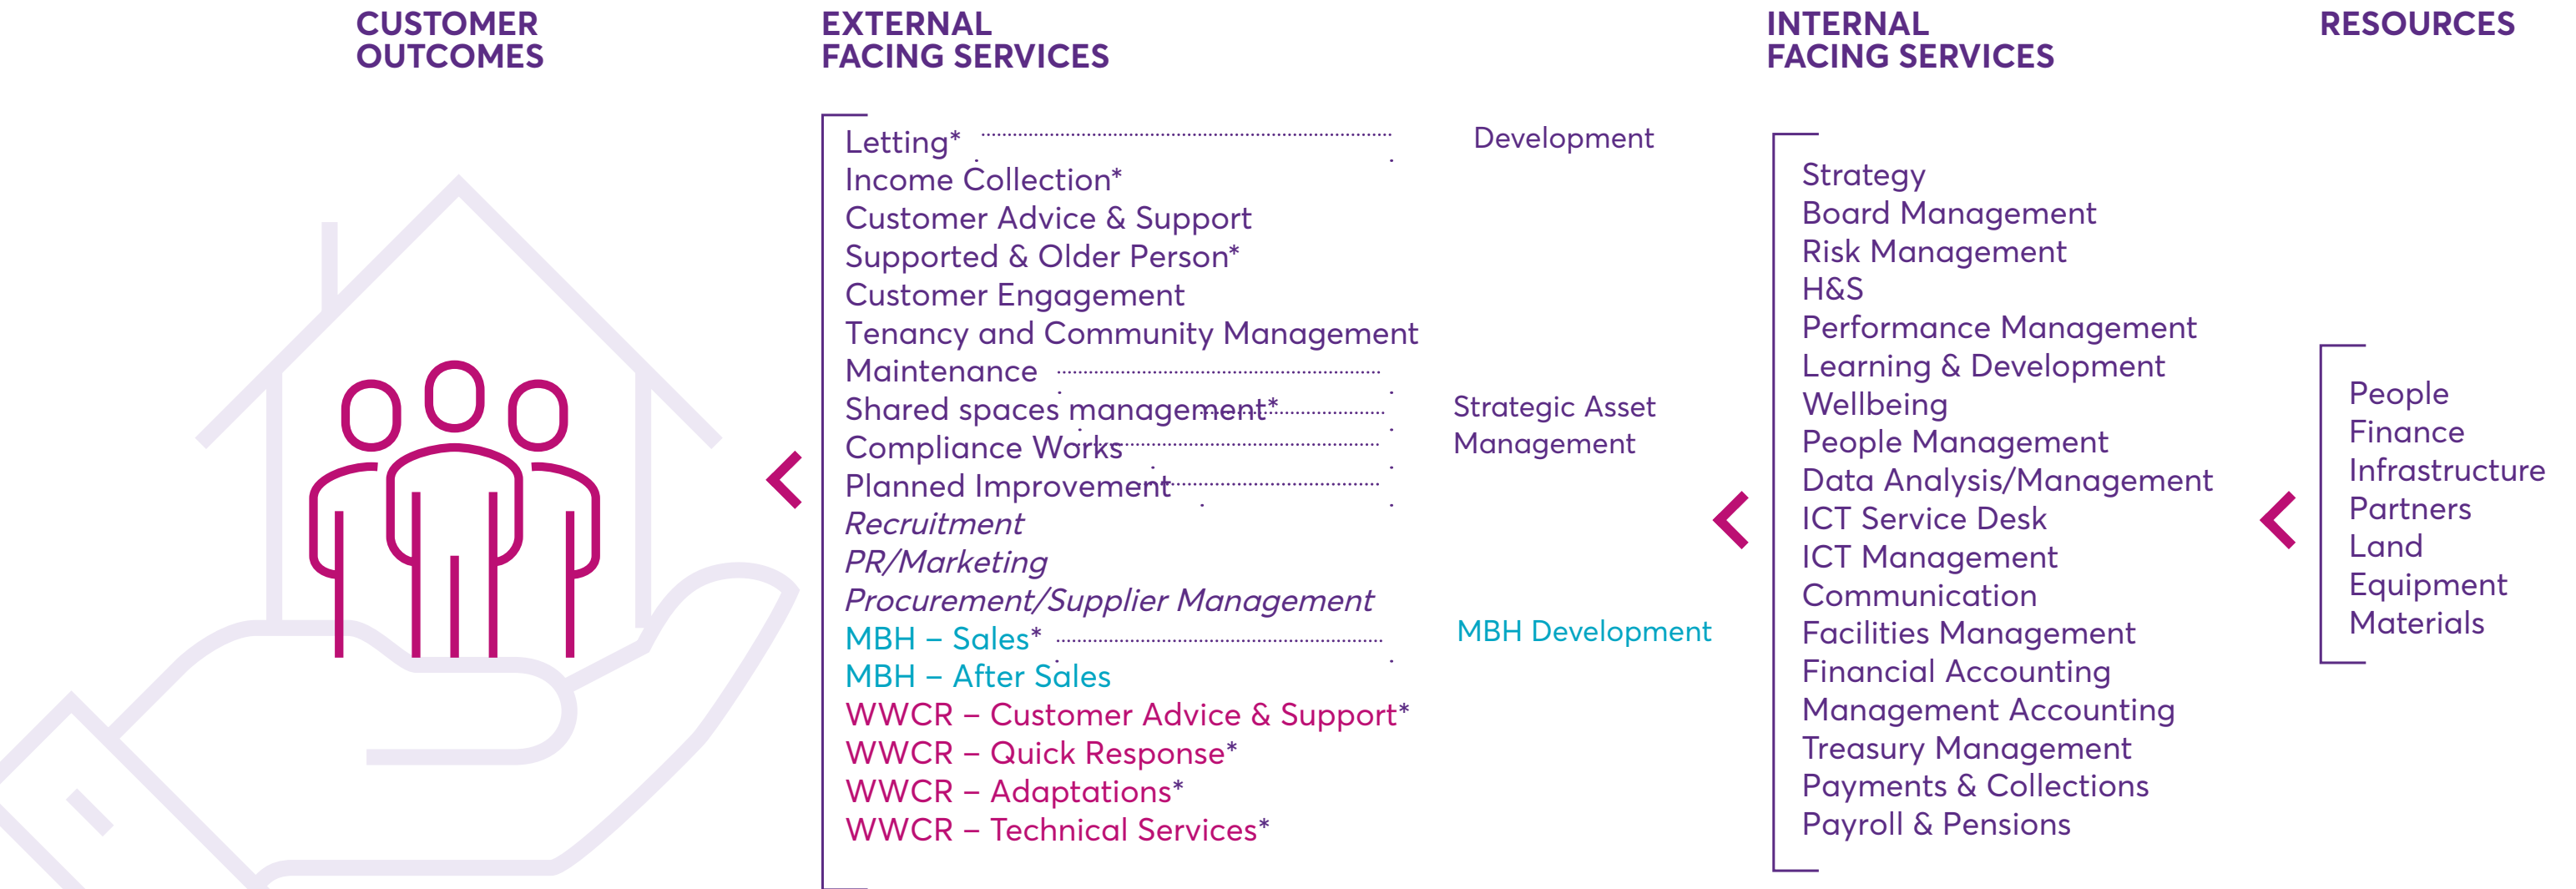 CUSTOMER
OUTCOMES
EXTERNAL
FACING SERVICES
Letting*
Income Collection*
Customer Advice & Support
Supported & Older Person*
Customer Engagement
Tenancy and Community Management
Maintenance
Shared spaces management*
Compliance Works
Planned Improvement
Recruitment
PR/Marketing
Procurement/Supplier Management
MBH – Sales*
MBH – After Sales
WWCR – Customer Advice & Support*
WWCR – Quick Response*
WWCR – Adaptations*
WWCR – Technical Services*
Development
Strategic Asset
Management
MBH Development
INTERNAL
FACING SERVICES
Strategy
Board Management
Risk Management
H&S
Performance Management
Learning & Development
Wellbeing
People Management
Data Analysis/Management
ICT Service Desk
ICT Management
Communication
Facilities Management
Financial Accounting
Management Accounting
Treasury Management
Payments & Collections
Payroll & Pensions
RESOURCES
People
Finance
Infrastructure
Partners
Land
Equipment
Materials